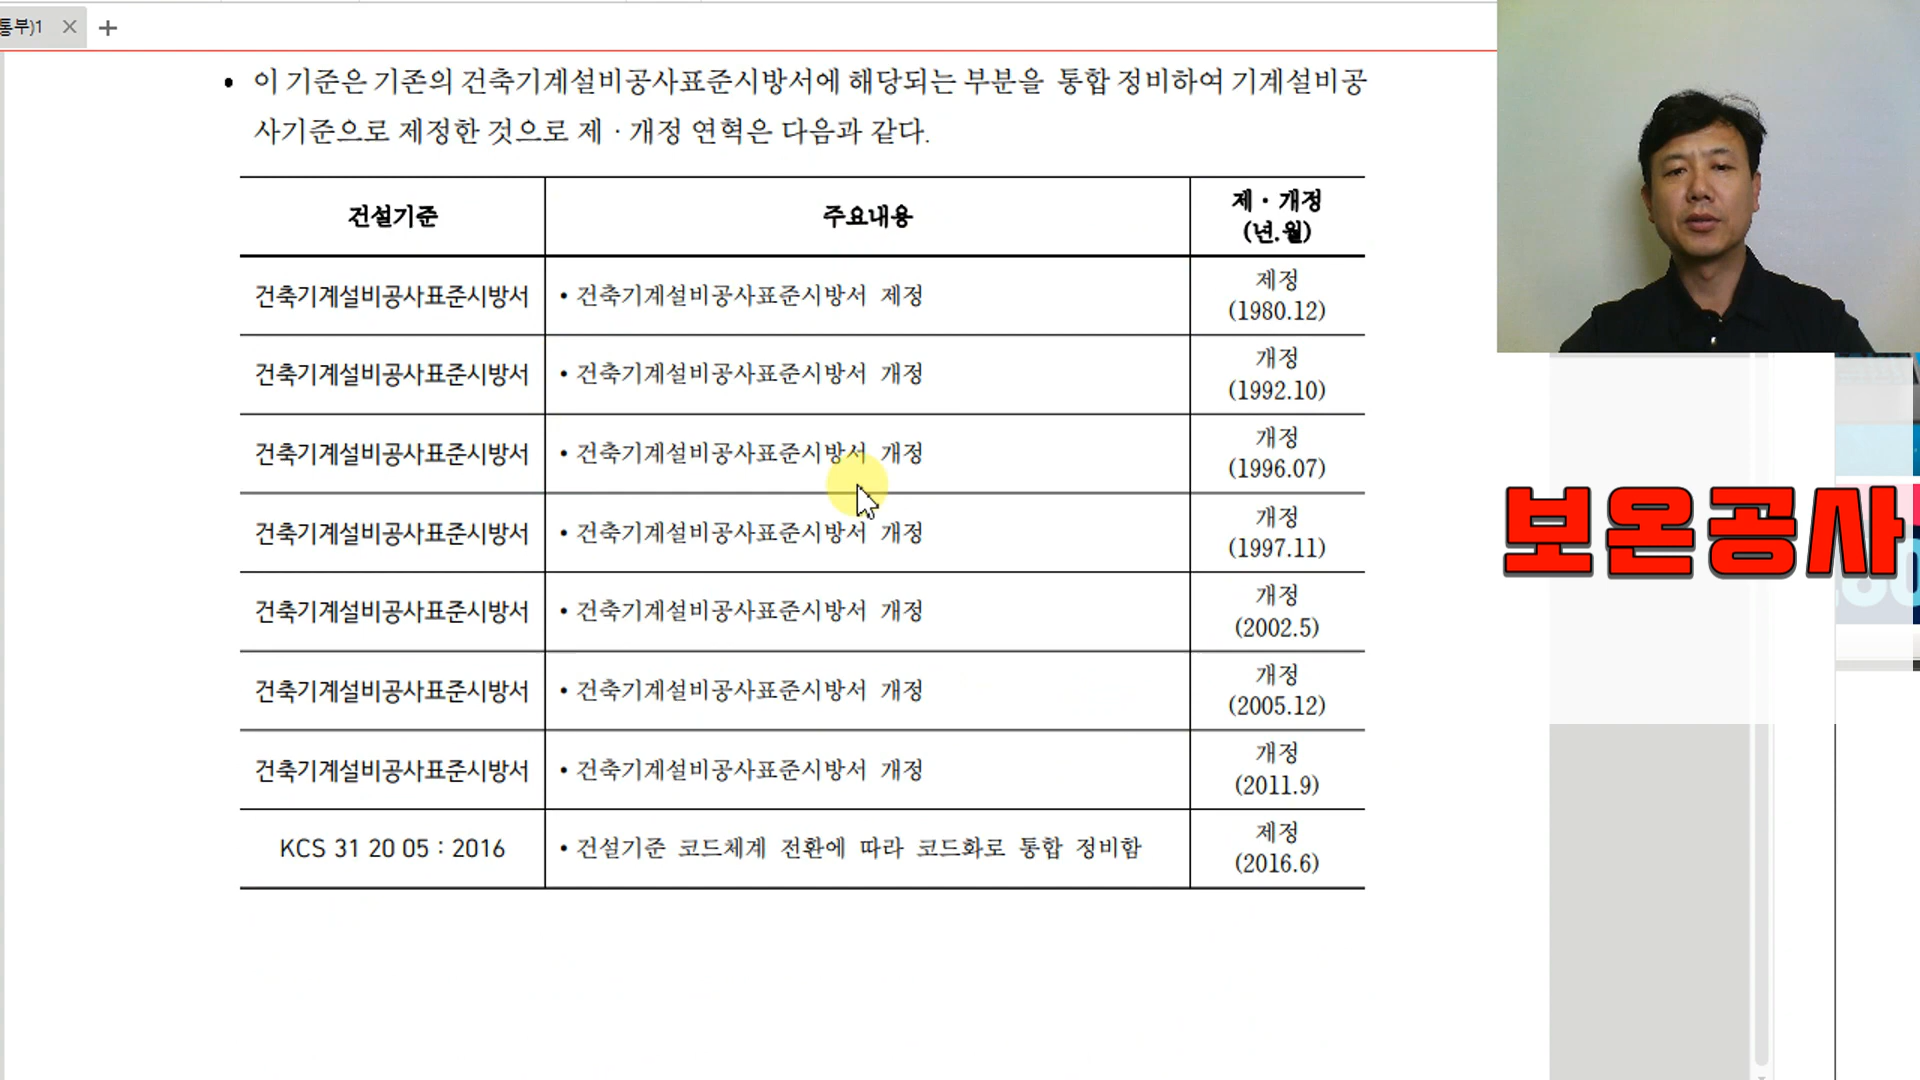 통부)1
• 이 기준은 기존의 건축기계설비공사표준시방서에 해당되는 부분을 통합 정비하여 기계설비공
사기준으로 제정한 것으로 제·개정 연혁은 다음과 같다.
건설기준 주요내용 제·개정
(년.월)
건축기계설비공사표준시방서 • 건축기계설비공사표준시방서 제정 제정
(1980.12)
건축기계설비공사표준시방서 • 건축기계설비공사표준시방서 개정 개정
(1992.10)
건축기계설비공사표준시방서 • 건축기계설비공사표준시방서 개정 개정
(1996.07)
건축기계설비공사표준시방서 • 건축기계설비공사표준시방서 개정 개정
(1997.11)
건축기계설비공사표준시방서 • 건축기계설비공사표준시방서 개정 개정
(2002.5)
건축기계설비공사표준시방서 • 건축기계설비공사표준시방서 개정 개정
(2005.12)
건축기계설비공사표준시방서 • 건축기계설비공사표준시방서 개정 개정
(2011.9)
KCS 31 20 05 : 2016 • 건설기준 코드체계 전환에 따라 코드화로 통합 정비함 제정
(2016.6)
보온공사